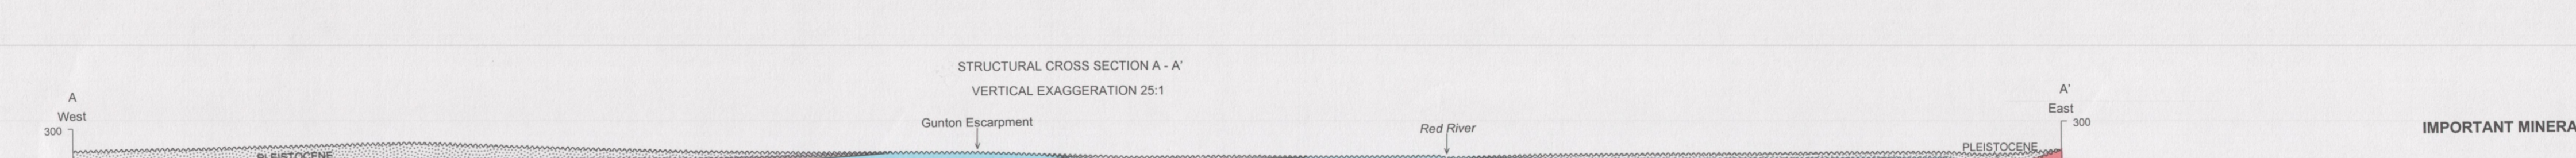 STRUCTURAL CROSS SECTION A - A'
VERTICAL EXAGGERATION 25:1
A
West
300
Gunton Escarpment
Red River
A'
East
300
IMPORTANT MINERA
PLEISTOCENE
PLEISTOCENE